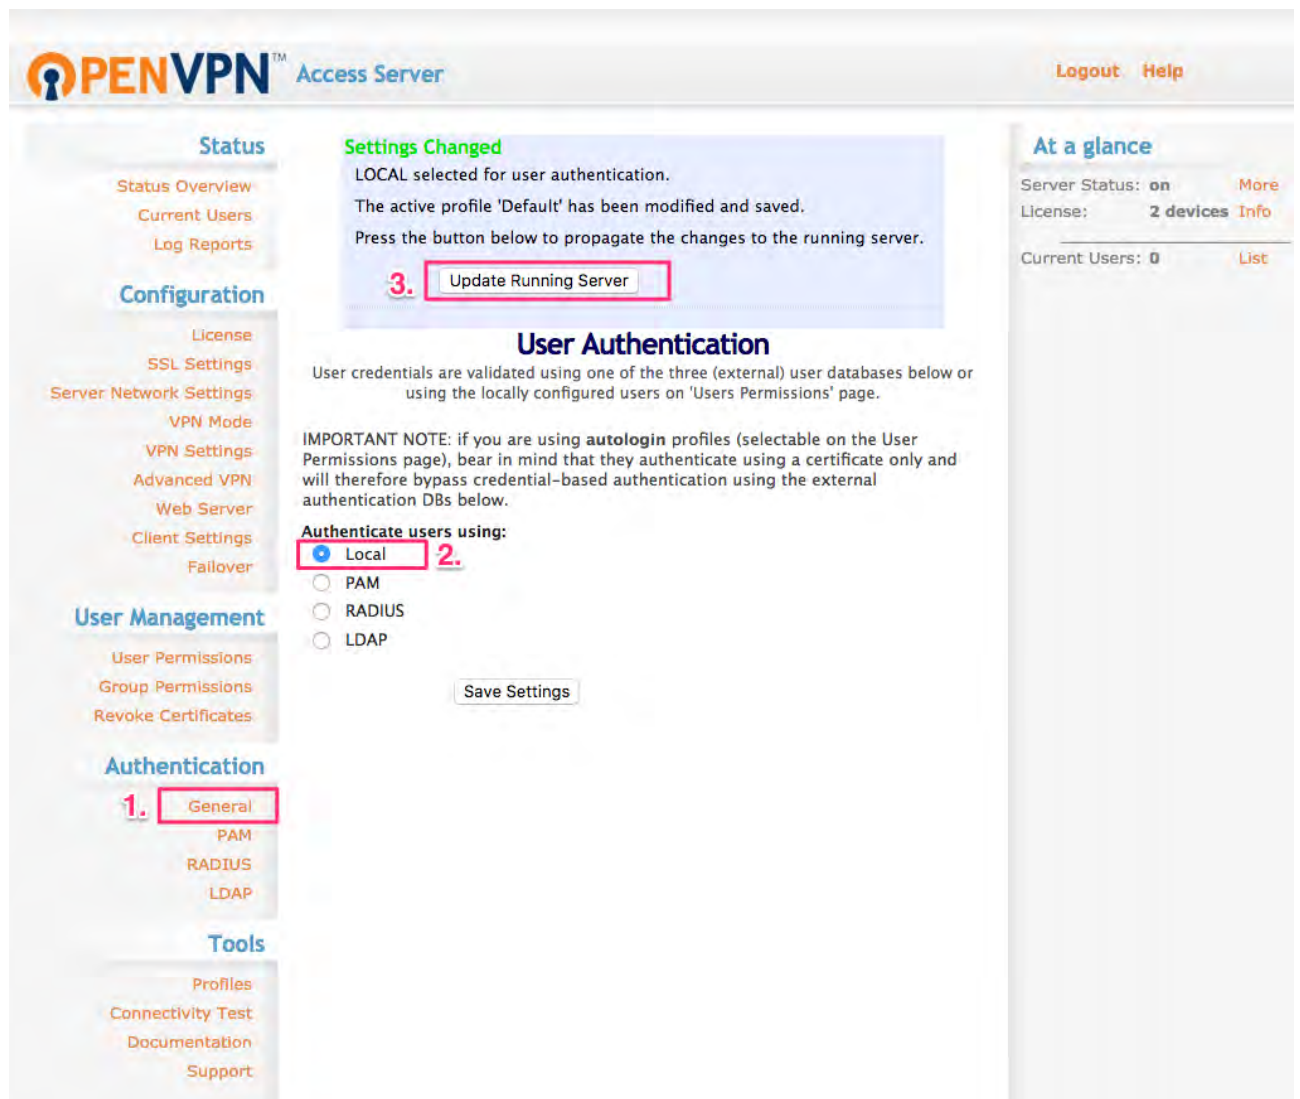 OPENVPN™ Access Server
Logout Help
Status
Status Overview
Current Users
Log Reports
Configuration
License
SSL Settings
Server Network Settings
VPN Mode
VPN Settings
Advanced VPN
Web Server
Client Settings
Failover
User Management
User Permissions
Group Permissions
Revoke Certificates
Authentication
1. General
PAM
RADIUS
LDAP
Tools
Profiles
Connectivity Test
Documentation
Support
Settings Changed
LOCAL selected for user authentication.
The active profile 'Default' has been modified and saved.
Press the button below to propagate the changes to the running server.
3. Update Running Server
User Authentication
User credentials are validated using one of the three (external) user databases below or
using the locally configured users on 'Users Permissions' page.
IMPORTANT NOTE: if you are using autologin profiles (selectable on the User
Permissions page), bear in mind that they authenticate using a certificate only and
will therefore bypass credential-based authentication using the external
authentication DBs below.
Authenticate users using:
Local 2.
PAM
RADIUS
LDAP
Save Settings
At a glance
Server Status: on More
License: 2 devices Info
Current Users: 0 List